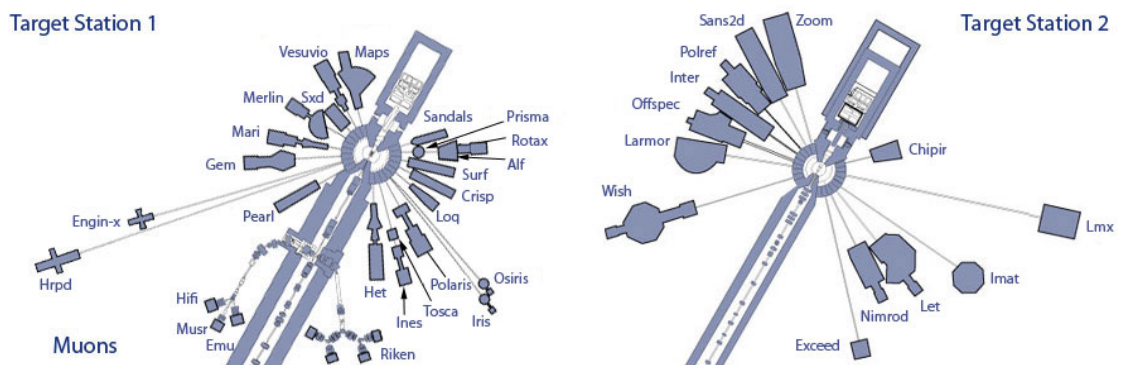 Target Station 1
Vesuvio Maps
Merlin Sxd
Mari
Gem
Sandals
Prisma
Rotax
Alf
Surf
Crisp
Loq
Pearl
Engin-x
Hrpd
Hifi
Musr
Emu
Muons
Het
Ines
Tosca
Polaris
Osiris
Iris
Riken
Target Station 2
Sans2d Zoom
Polref
Inter
Offspec
Larmor
Wish
Chipir
Lmx
Imat
Let
Nimrod
Exceed